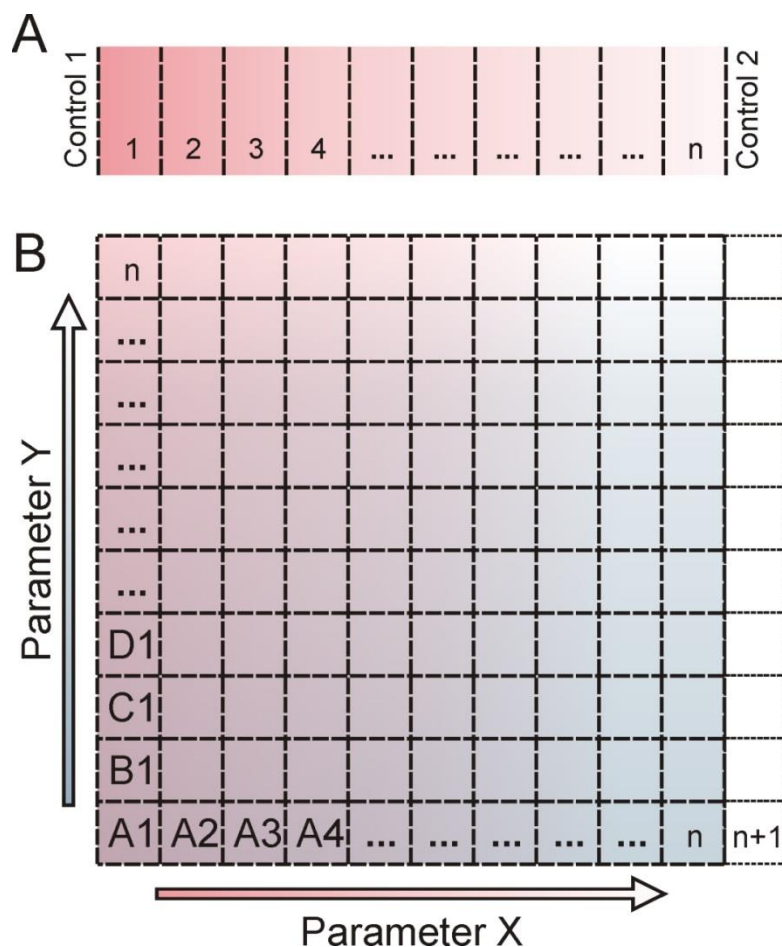 A
Control 1
1 2 3 4 ... ... ... ... ... n
Control 2
B
n
...
...
...
...
...
D1
C1
B1
A1 A2 A3 A4 ... ... ... ... ... n n+1
Parameter Y
Parameter X